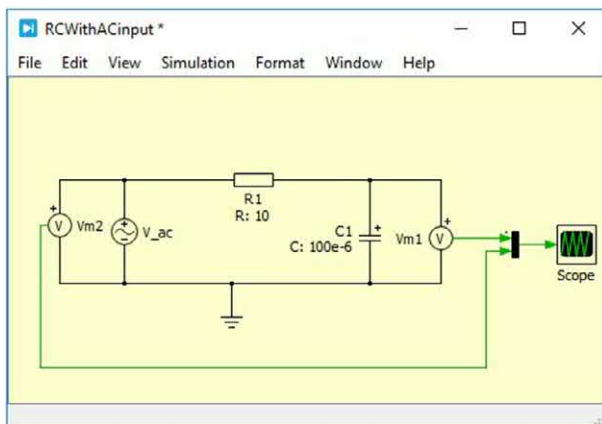 RCWithACinput *
File Edit View Simulation Format Window Help
R1
R: 10
V Vm2
V_ac
C1
C: 100e-6
Vm1 V
Scope